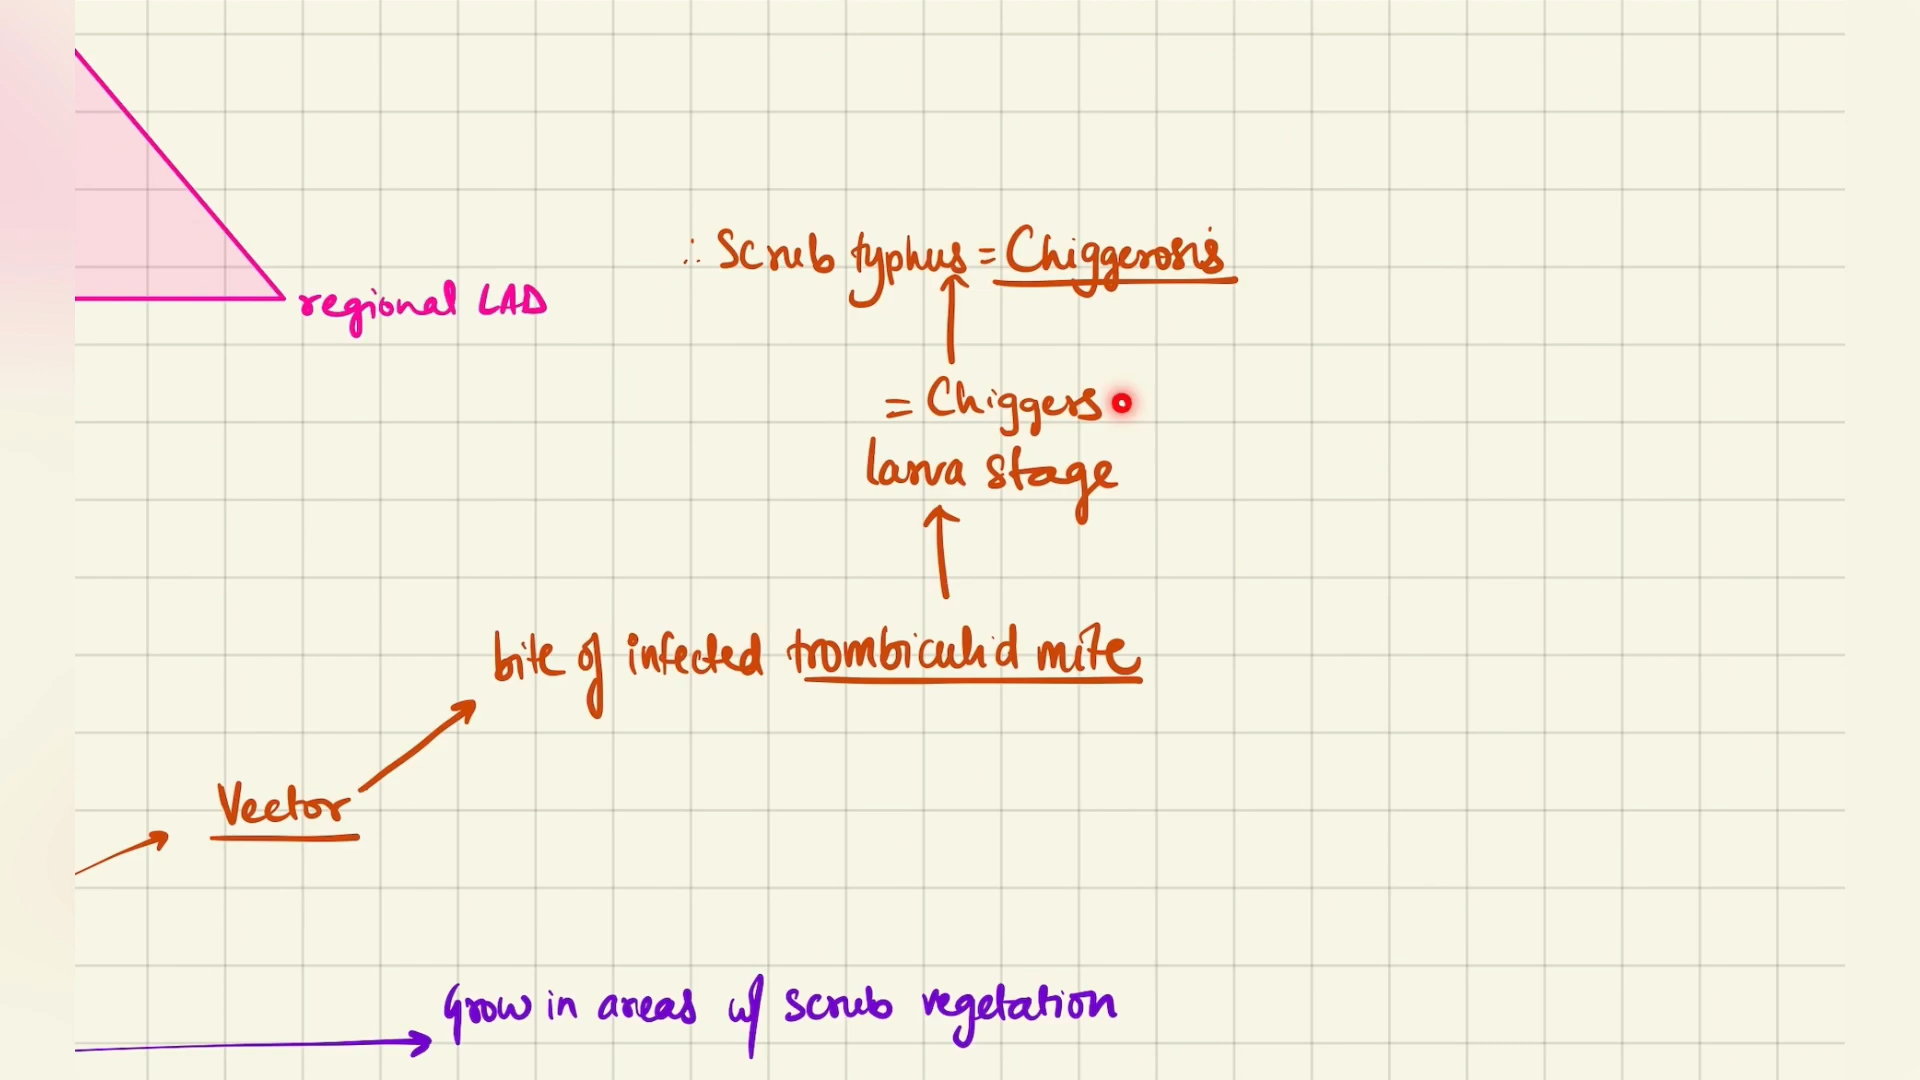 ∴ Scrub typhus = Chiggerosis
regional LAD
= Chiggers
larva stage
bite of infected trombiculid mite
Vector
Grow in areas w/ scrub vegetation